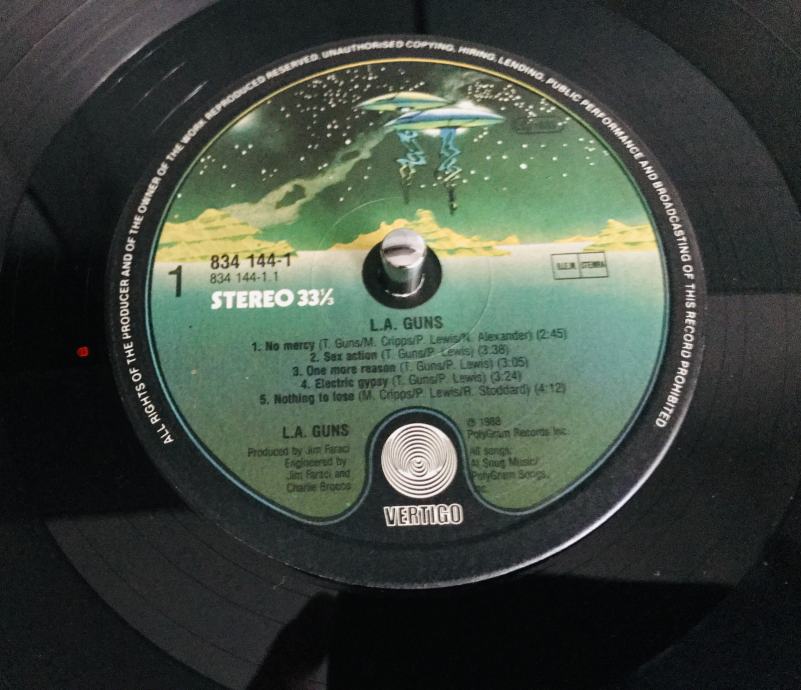 ALL RIGHTS OF THE PRODUCER AND OF THE OWNER OF THE WORK REPRODUCED RESERVED. UNAUTHORISED COPYING, HIRING, LENDING, PUBLIC PERFORMANCE AND BROADCASTING OF THIS RECORD PROHIBITED
1
834 144-1
834 144-1.1
STEREO 33⅓
B.I.E.M. STEMRA
L.A. GUNS
1. No mercy (T. Guns/M. Cripps/P. Lewis/N. Alexander) (2:45)
2. Sex action (T. Guns/P. Lewis) (3:38)
3. One more reason (T. Guns/P. Lewis) (3:05)
4. Electric gypsy (T. Guns/P. Lewis) (3:24)
5. Nothing to lose (M. Cripps/P. Lewis/R. Stoddard) (4:12)
L.A. GUNS
Produced by Jim Faraci
Engineered by
Jim Faraci and
Charlie Brocco
℗ 1988
PolyGram Records Inc.
All songs:
Snug Music/
PolyGram Songs,
Inc.
VERTIGO